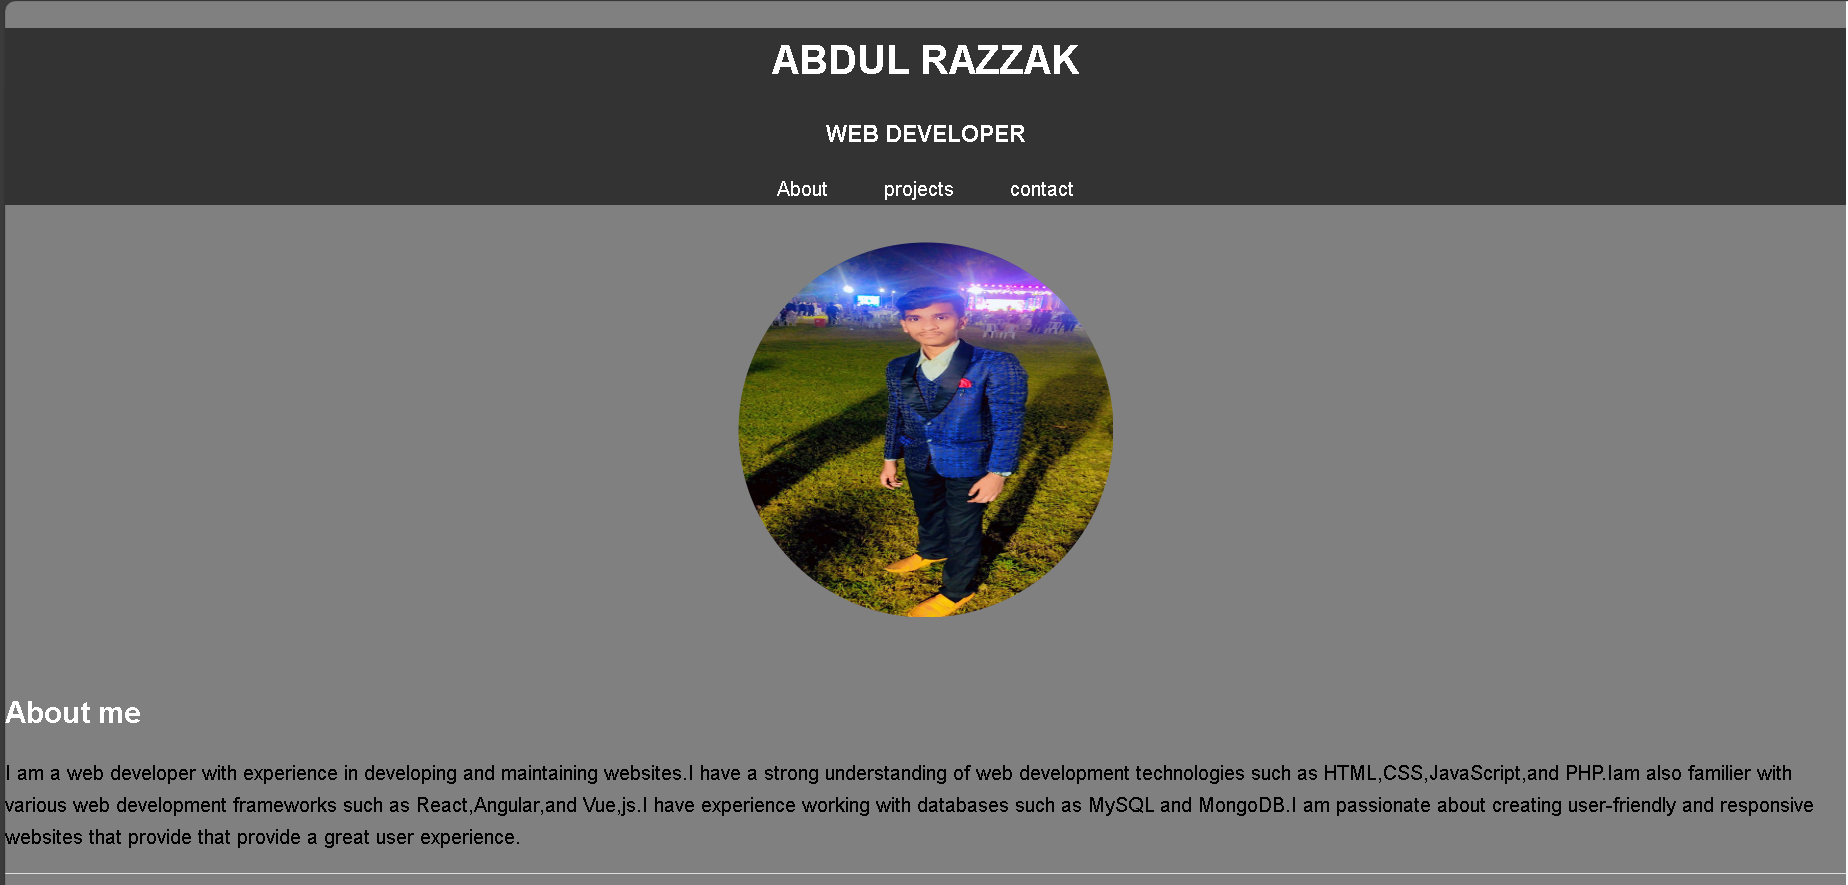 ABDUL RAZZAK
WEB DEVELOPER
About projects contact
About me
I am a web developer with experience in developing and maintaining websites.I have a strong understanding of web development technologies such as HTML,CSS,JavaScript,and PHP.Iam also familier with
various web development frameworks such as React,Angular,and Vue,js.I have experience working with databases such as MySQL and MongoDB.I am passionate about creating user-friendly and responsive
websites that provide that provide a great user experience.